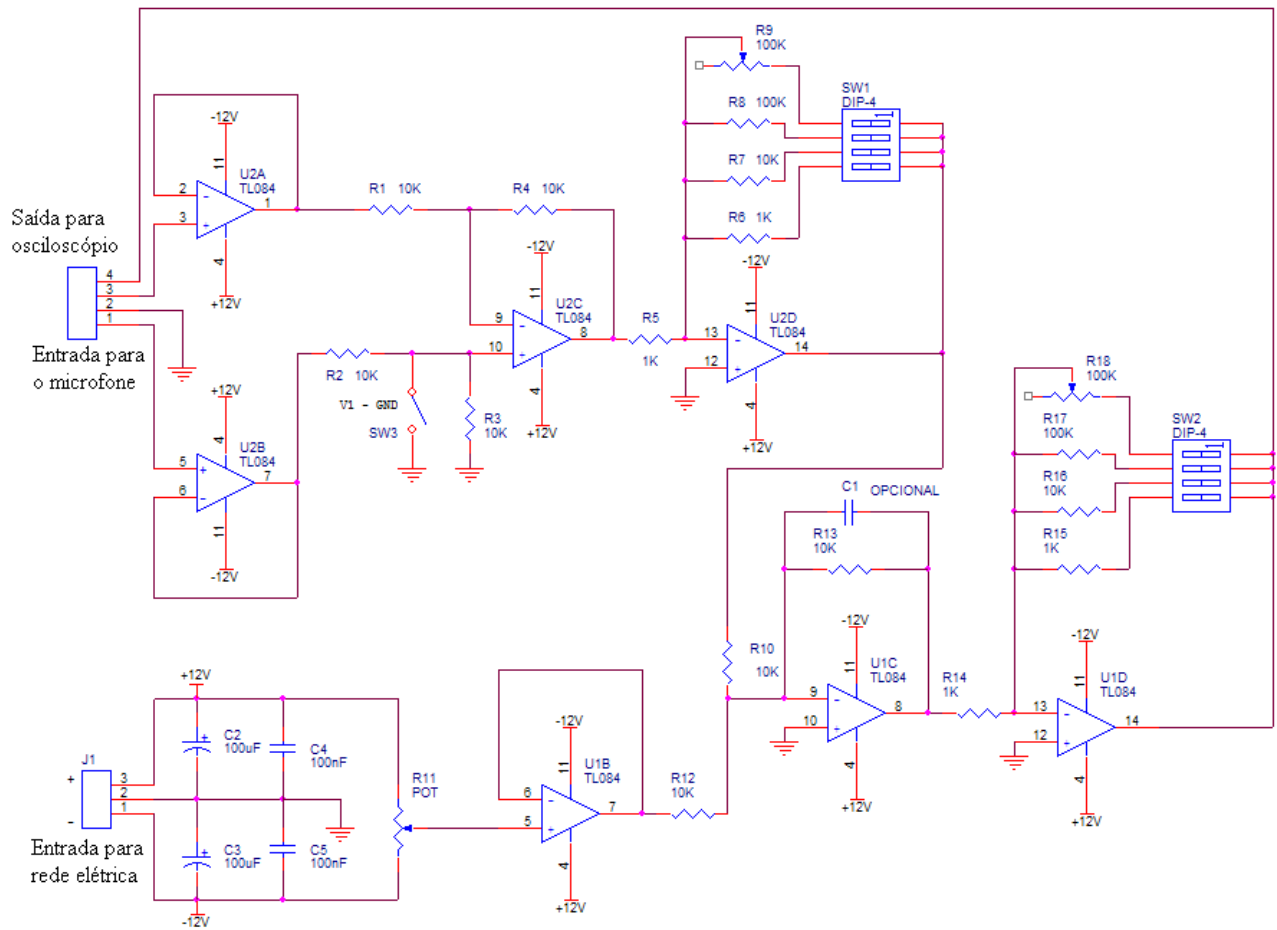 R9
100K
SW1
DIP-4
1
R8 100K
R7 10K
R6 1K
-12V
11
U2A
TL084
2
-
3
+
1
4
+12V
R1 10K
R4 10K
Saída para
osciloscópio
4
3
2
1
Entrada para
o microfone
-12V
11
U2C
TL084
9
-
10
+
8
4
+12V
R5
1K
-12V
11
U2D
TL084
13
-
12
+
14
4
+12V
R2 10K
V1 - GND
SW3
R3
10K
+12V
4
U2B
TL084
5
+
6
-
7
11
-12V
R18
100K
R17
100K
R16
10K
R15
1K
SW2
DIP-4
1
C1 OPCIONAL
R13
10K
R10
10K
-12V
11
U1C
TL084
9
-
10
+
8
4
+12V
R14
1K
-12V
11
U1D
TL084
13
-
12
+
14
4
+12V
+12V
J1
+
3
2
1
-
Entrada para
rede elétrica
+
C2
100uF
C4
100nF
+
C3
100uF
C5
100nF
-12V
R11
POT
-12V
11
U1B
TL084
6
-
5
+
7
4
+12V
R12
10K